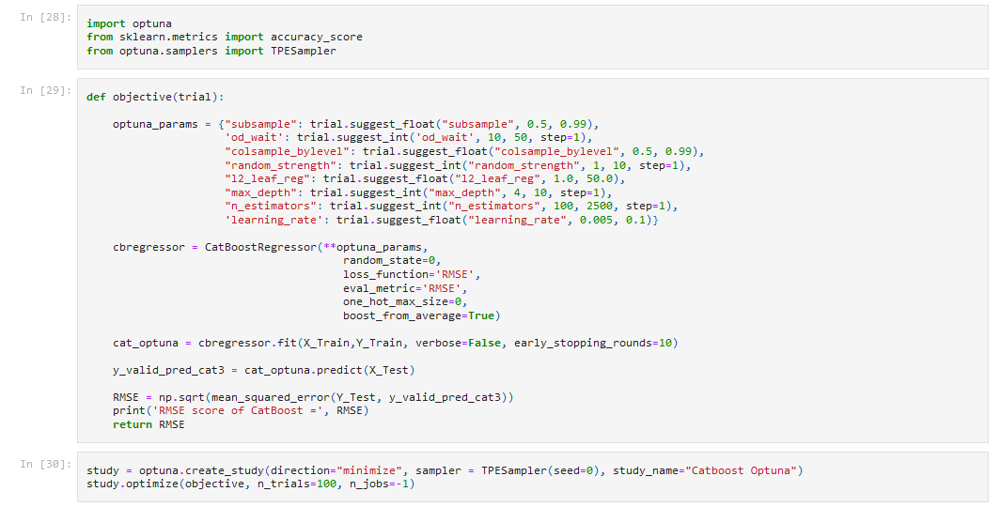 In [28]:
import optuna
from sklearn.metrics import accuracy_score
from optuna.samplers import TPESampler
In [29]:
def objective(trial):
optuna_params = {"subsample": trial.suggest_float("subsample", 0.5, 0.99),
'od_wait': trial.suggest_int('od_wait', 10, 50, step=1),
"colsample_bylevel": trial.suggest_float("colsample_bylevel", 0.5, 0.99),
"random_strength": trial.suggest_int("random_strength", 1, 10, step=1),
"l2_leaf_reg": trial.suggest_float("l2_leaf_reg", 1.0, 50.0),
"max_depth": trial.suggest_int("max_depth", 4, 10, step=1),
"n_estimators": trial.suggest_int("n_estimators", 100, 2500, step=1),
'learning_rate': trial.suggest_float("learning_rate", 0.005, 0.1)}
cbregressor = CatBoostRegressor(**optuna_params,
random_state=0,
loss_function='RMSE',
eval_metric='RMSE',
one_hot_max_size=0,
boost_from_average=True)
cat_optuna = cbregressor.fit(X_Train,Y_Train, verbose=False, early_stopping_rounds=10)
y_valid_pred_cat3 = cat_optuna.predict(X_Test)
RMSE = np.sqrt(mean_squared_error(Y_Test, y_valid_pred_cat3))
print('RMSE score of CatBoost =', RMSE)
return RMSE
In [30]:
study = optuna.create_study(direction="minimize", sampler = TPESampler(seed=0), study_name="Catboost Optuna")
study.optimize(objective, n_trials=100, n_jobs=-1)